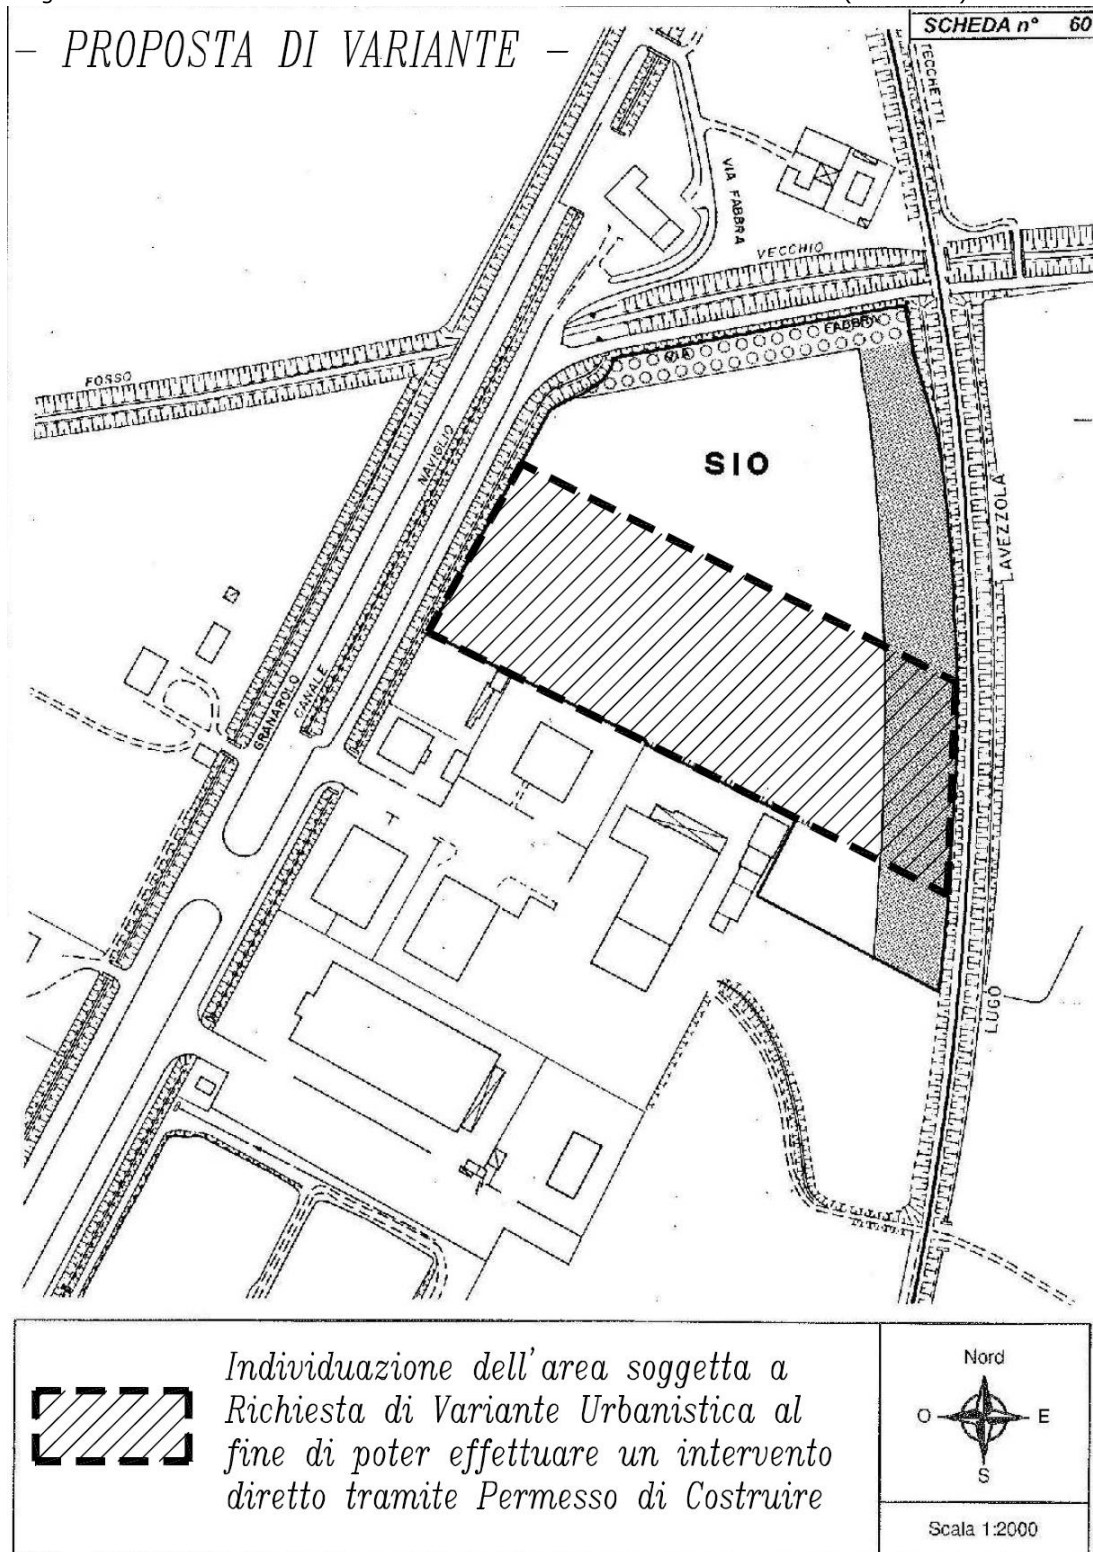 SCHEDA n° 60
- PROPOSTA DI VARIANTE -
TECCHETTI
VIA FABBRA
VECCHIO
VIA FABBRA
FOSSO
NAVIGLIO
S10
LAVEZZOLA
GRANAROLO
CANALE
LUGO
Individuazione dell'area soggetta a
Richiesta di Variante Urbanistica al
fine di poter effettuare un intervento
diretto tramite Permesso di Costruire
Nord
O
E
S
Scala 1:2000